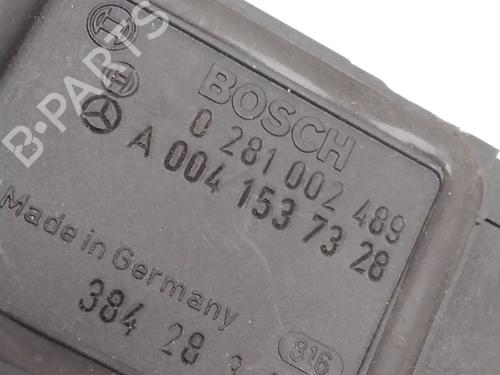 BOSCH
0 281 002 489
A 004 153 73 28
Made in Germany
384 28
816
B-PARTS